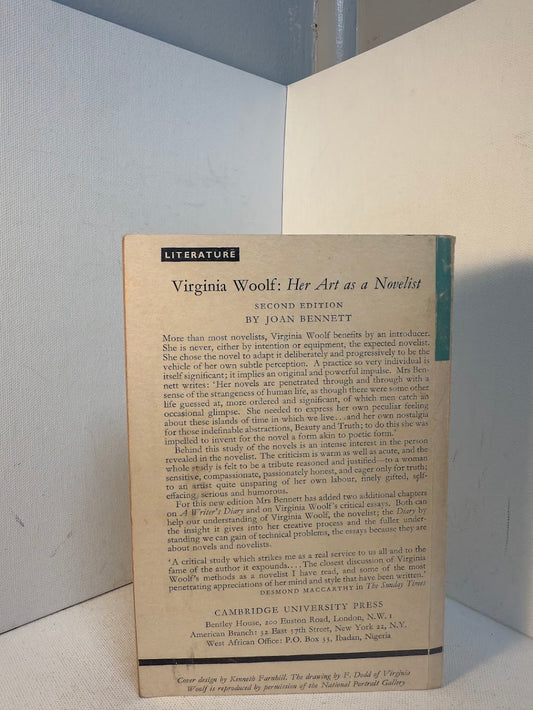 LITERATURE
Virginia Woolf: Her Art as a Novelist
SECOND EDITION
BY JOAN BENNETT
More than most novelists, Virginia Woolf benefits by an introducer.
She is never, either by intention or equipment, the expected novelist.
She chose the novel to adapt it deliberately and progressively to be the
vehicle of her own subtle perception. A practice so very individual is
itself significant; it implies an original and powerful impulse. Mrs Ben-
nett writes: 'Her novels are penetrated through and through with a
sense of the strangeness of human life, as though there were some other
life guessed at, more ordered and significant, of which men catch an
occasional glimpse. She needed to express her own peculiar feeling
about these islands of time in which we live . . . and her own nostalgia
for those indefinable abstractions, Beauty and Truth; to do this she was
impelled to invent for the novel a form akin to poetic form.'
Behind this study of the novels is an intense interest in the person
revealed in the novelist. The criticism is warm as well as acute, and the
whole study is felt to be a tribute reasoned and justified—to a woman
sensitive, compassionate, passionately honest, and eager only for truth;
to an artist quite unsparing of her own labour, finely gifted, self-
effacing, serious and humorous.
For this new edition Mrs Bennett has added two additional chapters
on A Writer's Diary and on Virginia Woolf's critical essays. Both can
help our understanding of Virginia Woolf, the novelist; the Diary by
the insight it gives into her creative process and the fuller under-
standing we can gain of technical problems, the essays because they are
about novels and novelists.
'A critical study which strikes me as a real service to us all and to the
fame of the author it expounds. . . . The closest discussion of Virginia
Woolf's methods as a novelist I have read, and some of the most
penetrating appreciations of her mind and style that have been written.'
DESMOND MACCARTHY in The Sunday Times
CAMBRIDGE UNIVERSITY PRESS
Bentley House, 200 Euston Road, London, N.W. 1
American Branch: 32 East 57th Street, New York 22, N.Y.
West African Office: P.O. Box 33, Ibadan, Nigeria
Cover design by Kenneth Farnhill. The drawing by F. Dodd of Virginia
Woolf is reproduced by permission of the National Portrait Gallery